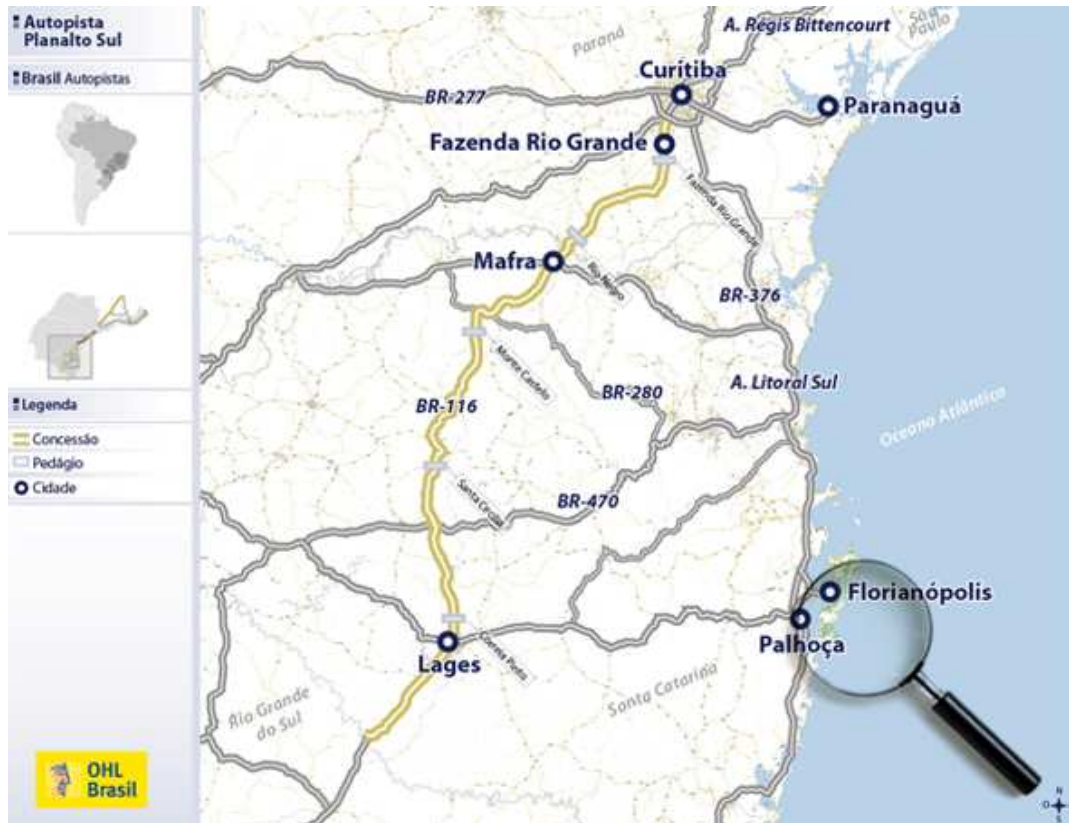 Autopista
Planalto Sul
Brasil Autopistas
Legenda
Concessão
Pedágio
Cidade
OHL
Brasil
Paraná
A. Régis Bittencourt
São
Paulo
Curitiba
BR-277
Paranaguá
Fazenda Rio Grande
Fazenda Rio Grande
Mafra
Rio Negro
BR-376
Monte Castelo
A. Litoral Sul
BR-280
BR-116
Oceano Atlântico
Santa Cecília
BR-470
Florianópolis
Palhoça
Lages
Santa Catarina
Rio Grande
do Sul
N
O
S